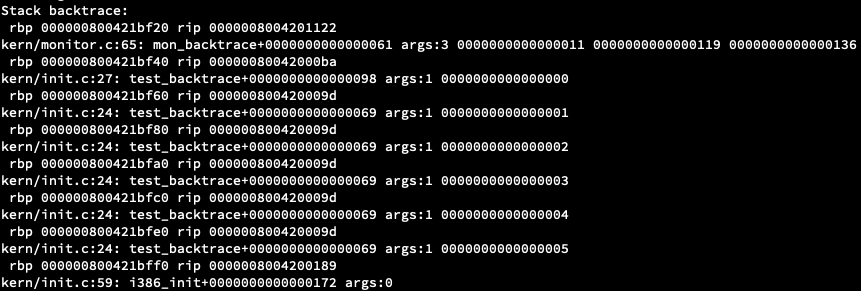 Stack backtrace:
 rbp 000000800421bf20 rip 0000008004201122
kern/monitor.c:65: mon_backtrace+0000000000000061 args:3 0000000000000011 0000000000000119 0000000000000136
 rbp 000000800421bf40 rip 00000080042000ba
kern/init.c:27: test_backtrace+0000000000000098 args:1 0000000000000000
 rbp 000000800421bf60 rip 000000800420009d
kern/init.c:24: test_backtrace+0000000000000069 args:1 0000000000000001
 rbp 000000800421bf80 rip 000000800420009d
kern/init.c:24: test_backtrace+0000000000000069 args:1 0000000000000002
 rbp 000000800421bfa0 rip 000000800420009d
kern/init.c:24: test_backtrace+0000000000000069 args:1 0000000000000003
 rbp 000000800421bfc0 rip 000000800420009d
kern/init.c:24: test_backtrace+0000000000000069 args:1 0000000000000004
 rbp 000000800421bfe0 rip 000000800420009d
kern/init.c:24: test_backtrace+0000000000000069 args:1 0000000000000005
 rbp 000000800421bff0 rip 0000008004200189
kern/init.c:59: i386_init+0000000000000172 args:0